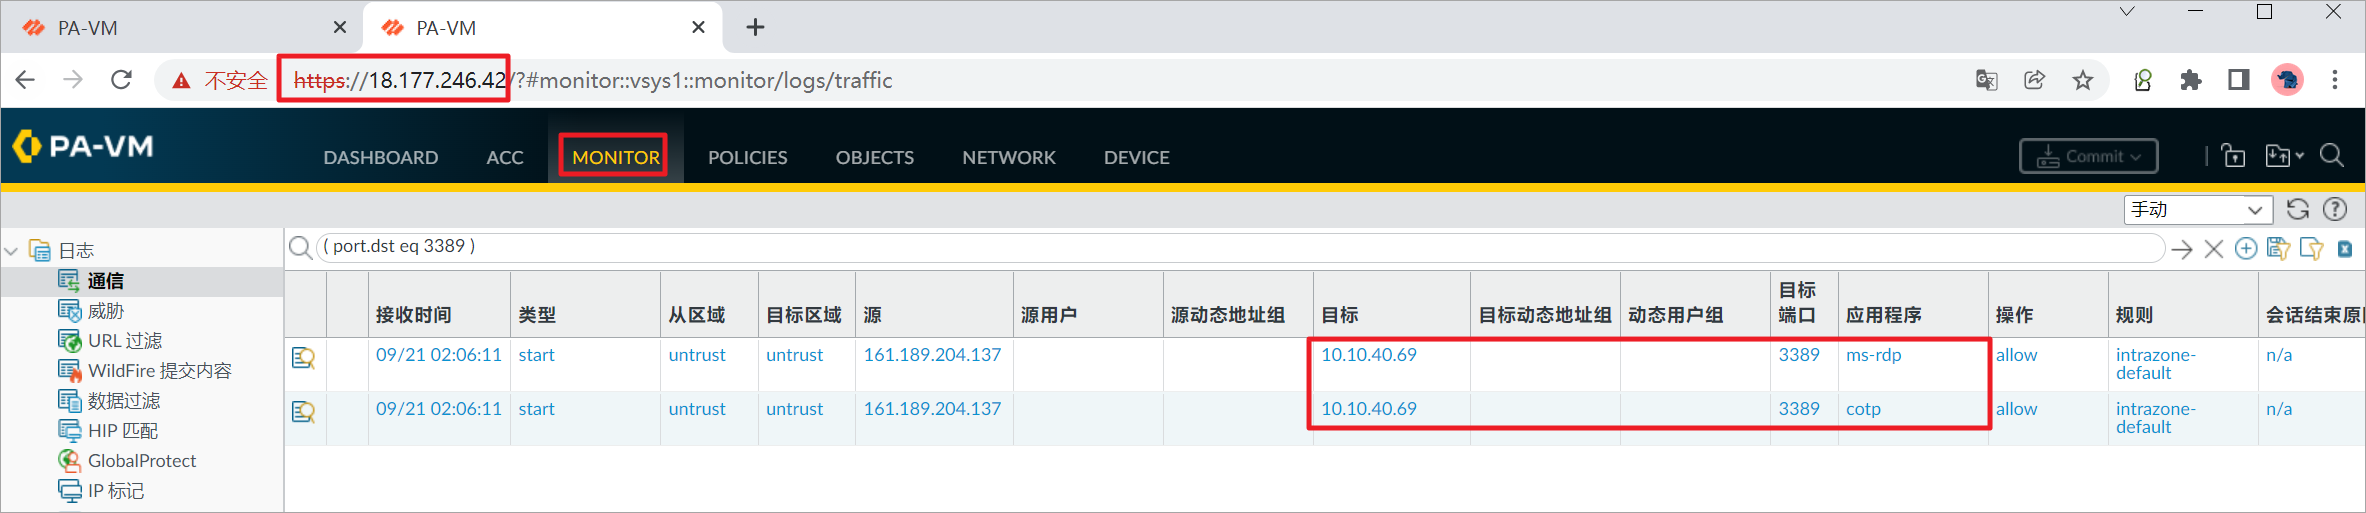 PA-VM
PA-VM
不安全 https://18.177.246.42/?#monitor::vsys1::monitor/logs/traffic
PA-VM DASHBOARD ACC MONITOR POLICIES OBJECTS NETWORK DEVICE Commit
手动
日志
( port.dst eq 3389 )
通信
威胁
URL 过滤
WildFire 提交内容
数据过滤
HIP 匹配
GlobalProtect
IP 标记
接收时间 类型 从区域 目标区域 源 源用户 源动态地址组 目标 目标动态地址组 动态用户组 目标端口 应用程序 操作 规则 会话结束原
09/21 02:06:11 start untrust untrust 161.189.204.137 10.10.40.69 3389 ms-rdp allow intrazone- n/a
default
09/21 02:06:11 start untrust untrust 161.189.204.137 10.10.40.69 3389 cotp allow intrazone- n/a
default